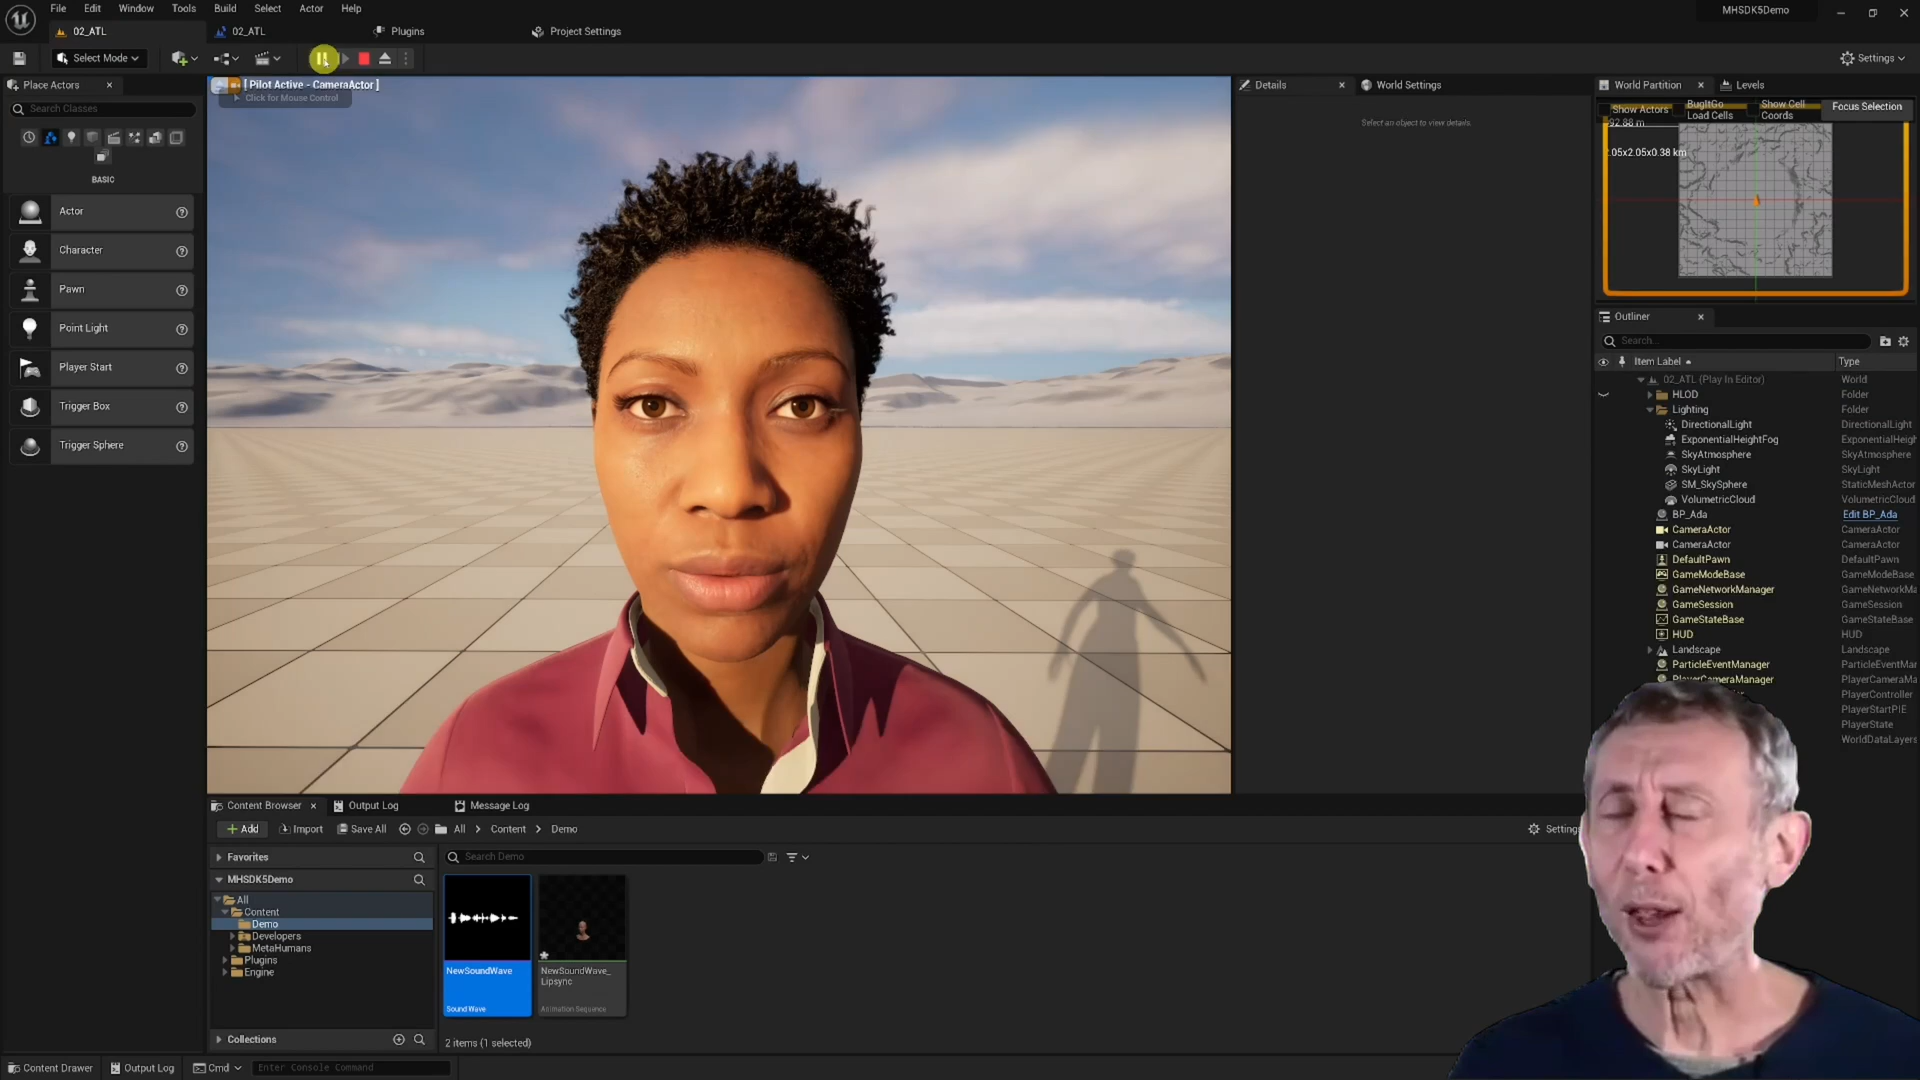 File Edit Window Tools Build Select Actor Help
MHSDK5Demo
02_ATL
02_ATL
Plugins
Project Settings
Select Mode
Settings
Place Actors
Search Classes
BASIC
Actor
Character
Pawn
Point Light
Player Start
Trigger Box
Trigger Sphere
[ Pilot Active - CameraActor ]
Click for Mouse Control
Details
World Settings
Select an object to view details.
World Partition
Levels
Show Actors
BugItGo
Load Cells
Show Cell
Coords
Focus Selection
92.88 m
.05x2.05x0.38 km
Outliner
Search...
Item Label Type
02_ATL (Play In Editor) World
HLOD Folder
Lighting Folder
DirectionalLight DirectionalLight
ExponentialHeightFog ExponentialHeigh
SkyAtmosphere SkyAtmosphere
SkyLight SkyLight
SM_SkySphere StaticMeshActor
VolumetricCloud VolumetricCloud
BP_Ada Edit BP_Ada
CameraActor CameraActor
CameraActor CameraActor
DefaultPawn DefaultPawn
GameModeBase GameModeBase
GameNetworkManager GameNetworkMa
GameSession GameSession
GameStateBase GameStateBase
HUD HUD
Landscape Landscape
ParticleEventManager ParticleEventMar
PlayerCameraManager PlayerCameraMa
PlayerController
PlayerStartPIE
PlayerState
WorldDataLayers
Content Browser
Output Log
Message Log
Add
Import
Save All
All > Content > Demo
Settings
Favorites
MHSDK5Demo
All
Content
Demo
Developers
MetaHumans
Plugins
Engine
Collections
Search Demo
NewSoundWave
Sound Wave
NewSoundWave_
Lipsync
Animation Sequence
2 items (1 selected)
Content Drawer
Output Log
Cmd
Enter Console Command